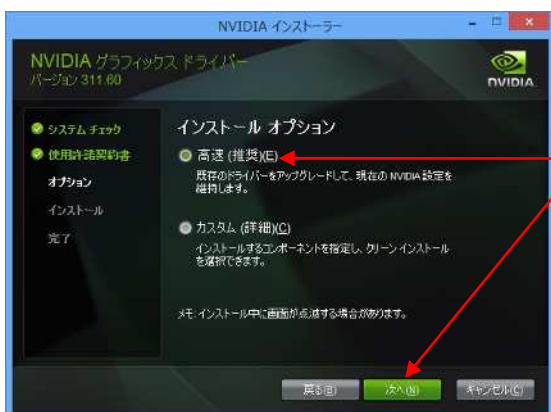 NVIDIA インストーラー
NVIDIA グラフィックス ドライバー
バージョン 311.60
NVIDIA
システム チェック
使用許諾契約書
オプション
インストール
完了
インストール オプション
高速 (推奨)(E)
既存のドライバーをアップグレードして、現在の NVIDIA 設定を
維持します。
カスタム (詳細)(C)
インストールするコンポーネントを指定し、クリーン インストール
を選択できます。
メモ: インストール中に画面が点滅する場合があります。
戻る(B)
次へ(N)
キャンセル(C)